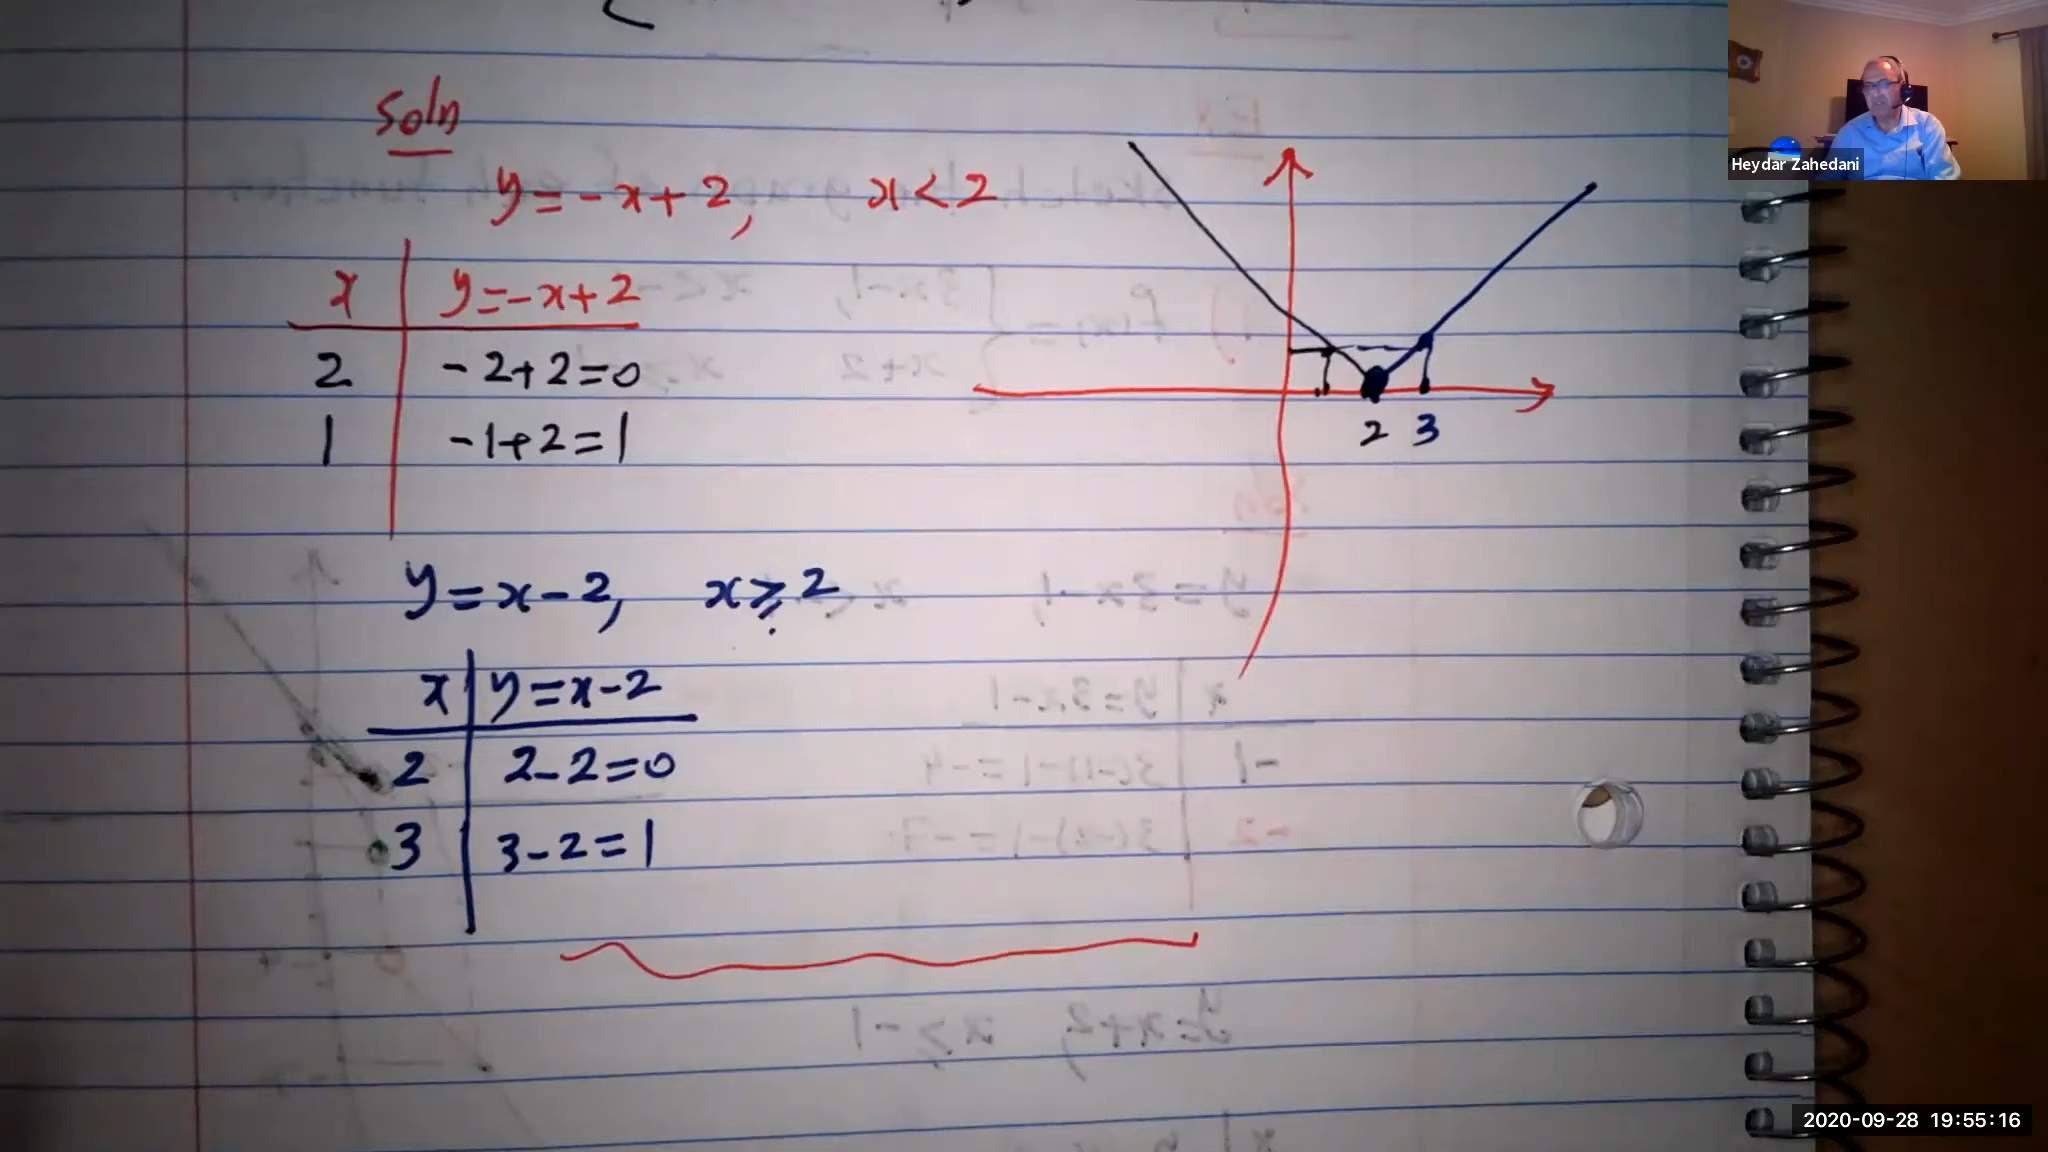 Soln
y = -x + 2, x < 2
x | y = -x + 2
2 | -2+2=0
1 | -1+2=1
2 3
y = x - 2, x ≥ 2
x | y = x - 2
2 | 2-2=0
3 | 3-2=1
Heydar Zahedani
2020-09-28 19:55:16